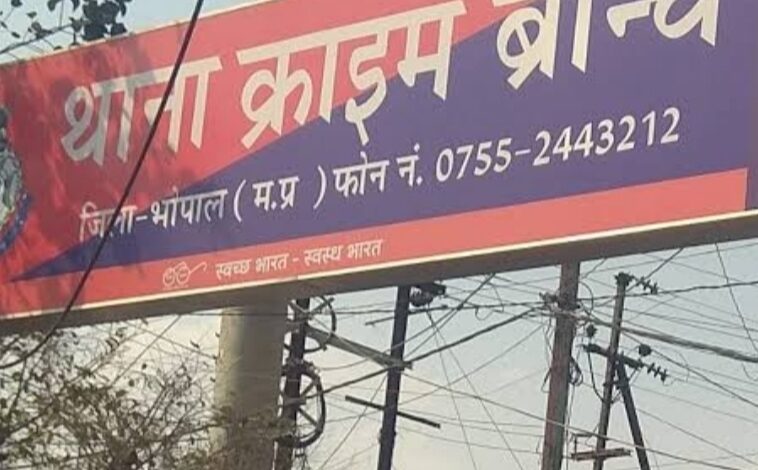 थाना क्राइम ब्रान्च
जिला-भोपाल ( म.प्र ) फोन नं. 0755-2443212
स्वच्छ भारत - स्वस्थ भारत